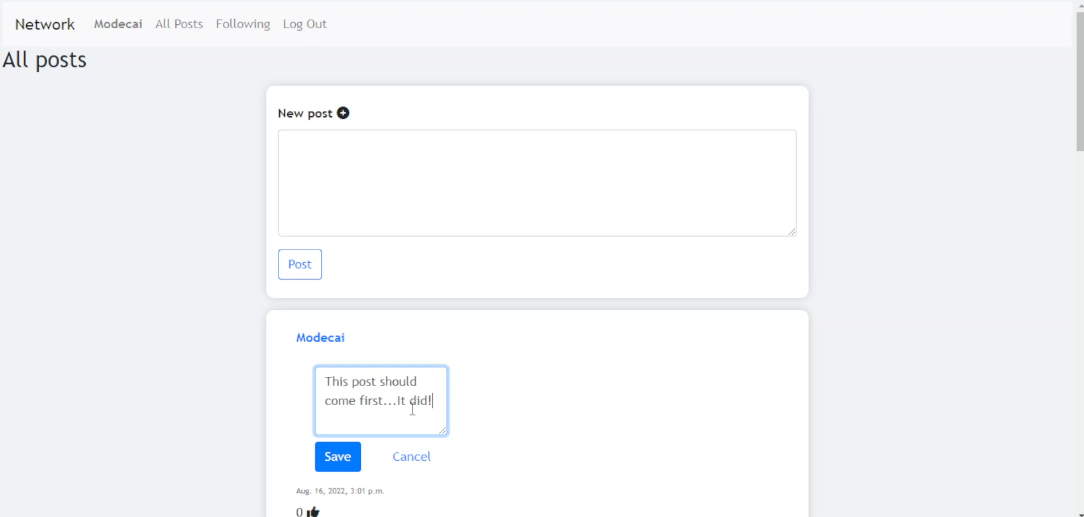 Network Modecai All Posts Following Log Out
All posts
New post
Post
Modecai
This post should
come first...It did!
Save Cancel
Aug. 16, 2022, 3:01 p.m.
0